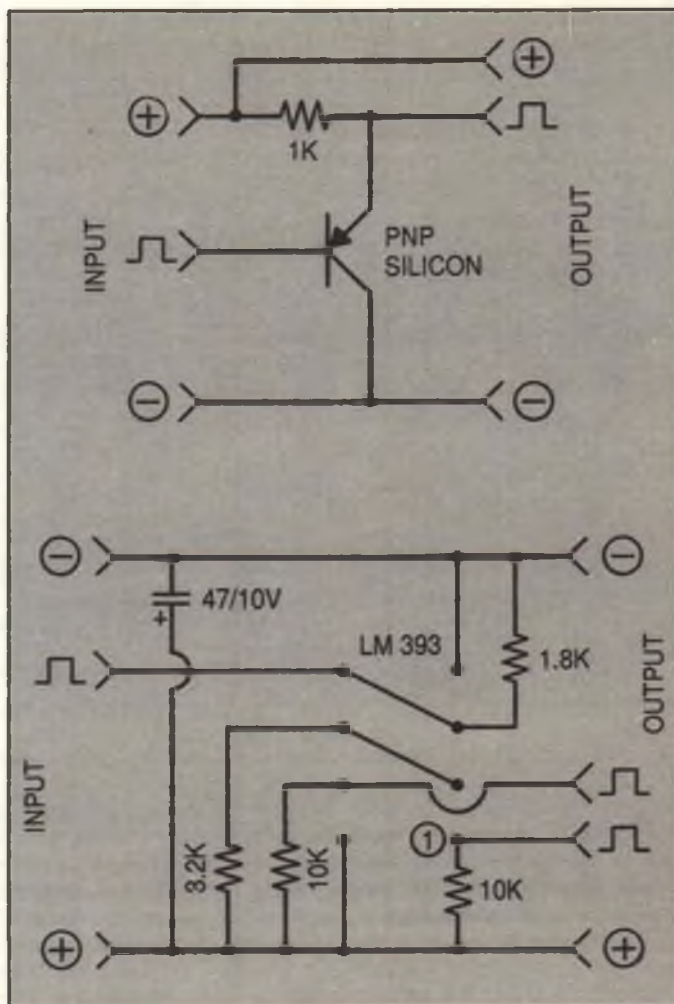 +
+
1K
INPUT
PNP
SILICON
OUTPUT
−
−
−
−
47/10V
+
LM 393
1.8K
INPUT
OUTPUT
3.2K
10K
1
10K
+
+